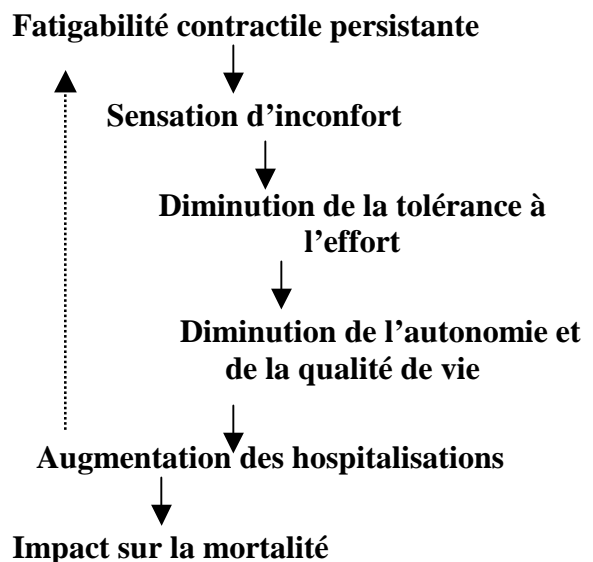 Fatigabilité contractile persistante
Sensation d’inconfort
Diminution de la tolérance à
l’effort
Diminution de l’autonomie et
de la qualité de vie
Augmentation des hospitalisations
Impact sur la mortalité